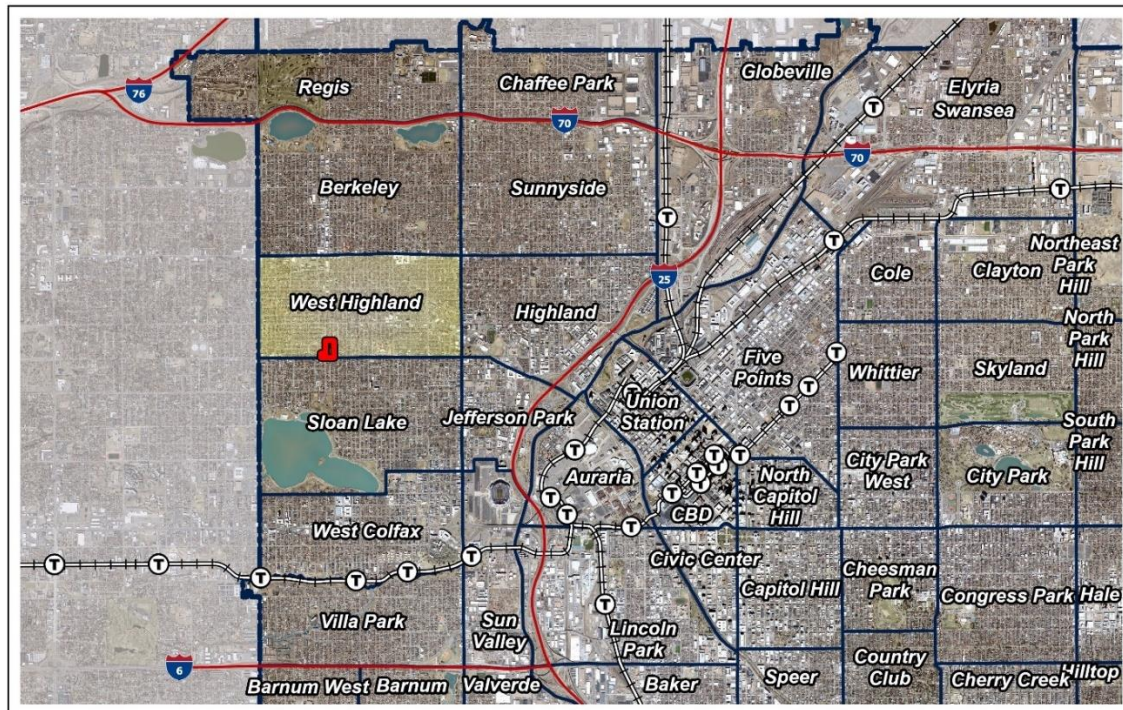 Regis
Chaffee Park
Globeville
Elyria
Swansea
76
70
70
Berkeley
Sunnyside
T
T
T
T
Northeast
Park
Hill
Cole
Clayton
25
West Highland
Highland
North
Park
Hill
Five
Points
Whittier
Skyland
T
T
T
T
Union
Station
Jefferson Park
Sloan Lake
South
Park
Hill
T
T
T
T
T
T
T
T
T
Auraria
CBD
North
Capitol
Hill
City Park
West
City Park
West Colfax
T
T
T
T
T
T
T
Civic Center
Capitol Hill
Cheesman
Park
Congress Park
Hale
Villa Park
Sun
Valley
T
Lincoln
Park
6
Barnum West
Barnum
Valverde
Baker
Speer
Country
Club
Cherry Creek
Hilltop